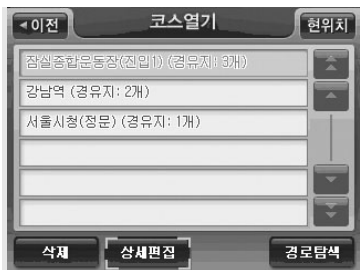 이전 코스열기 현위치
잠실종합운동장(진입1) (경유지: 3개)
강남역 (경유지: 2개)
서울시청(정문) (경유지: 1개)
삭제 상세편집 경로탐색